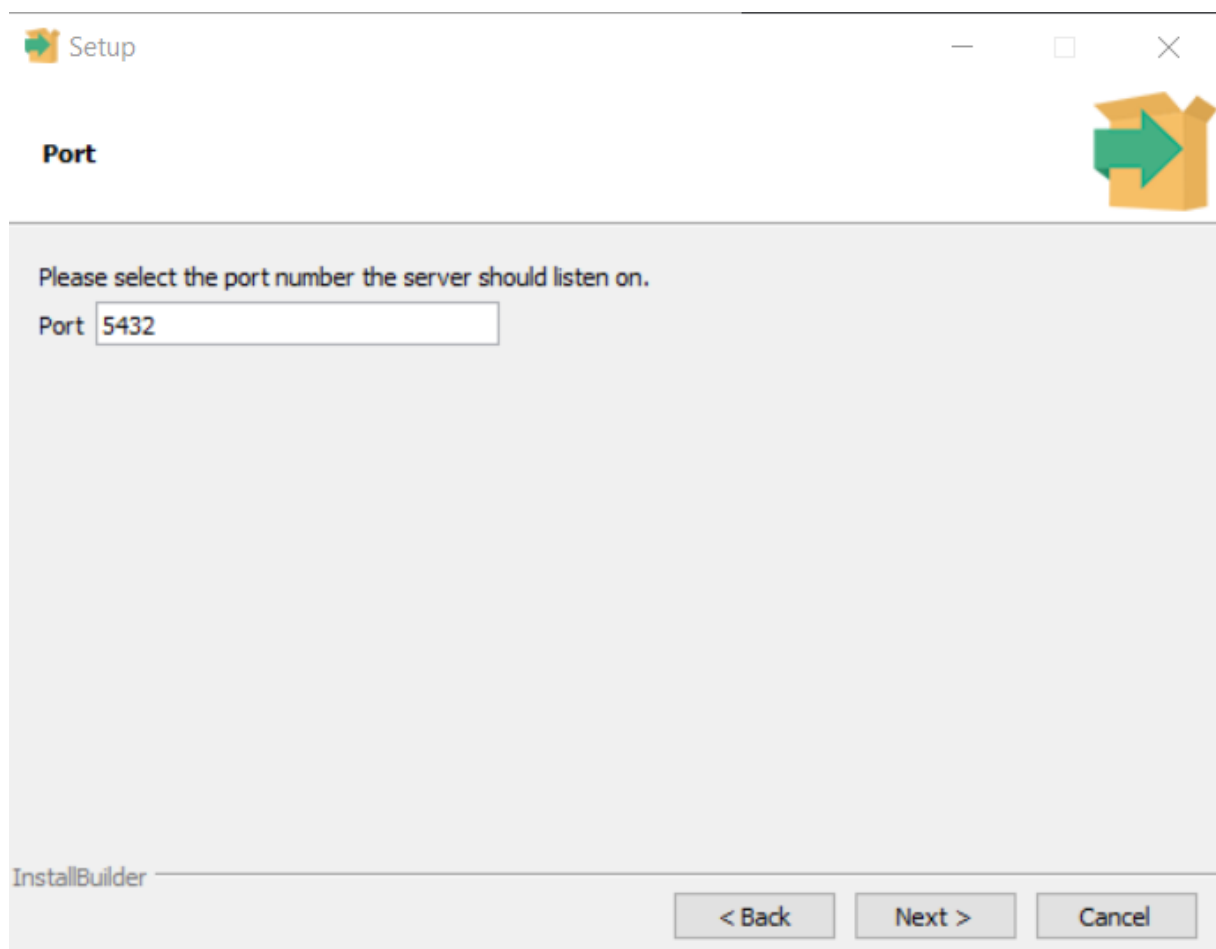 Setup
Port
Please select the port number the server should listen on.
Port 5432
InstallBuilder
< Back Next > Cancel